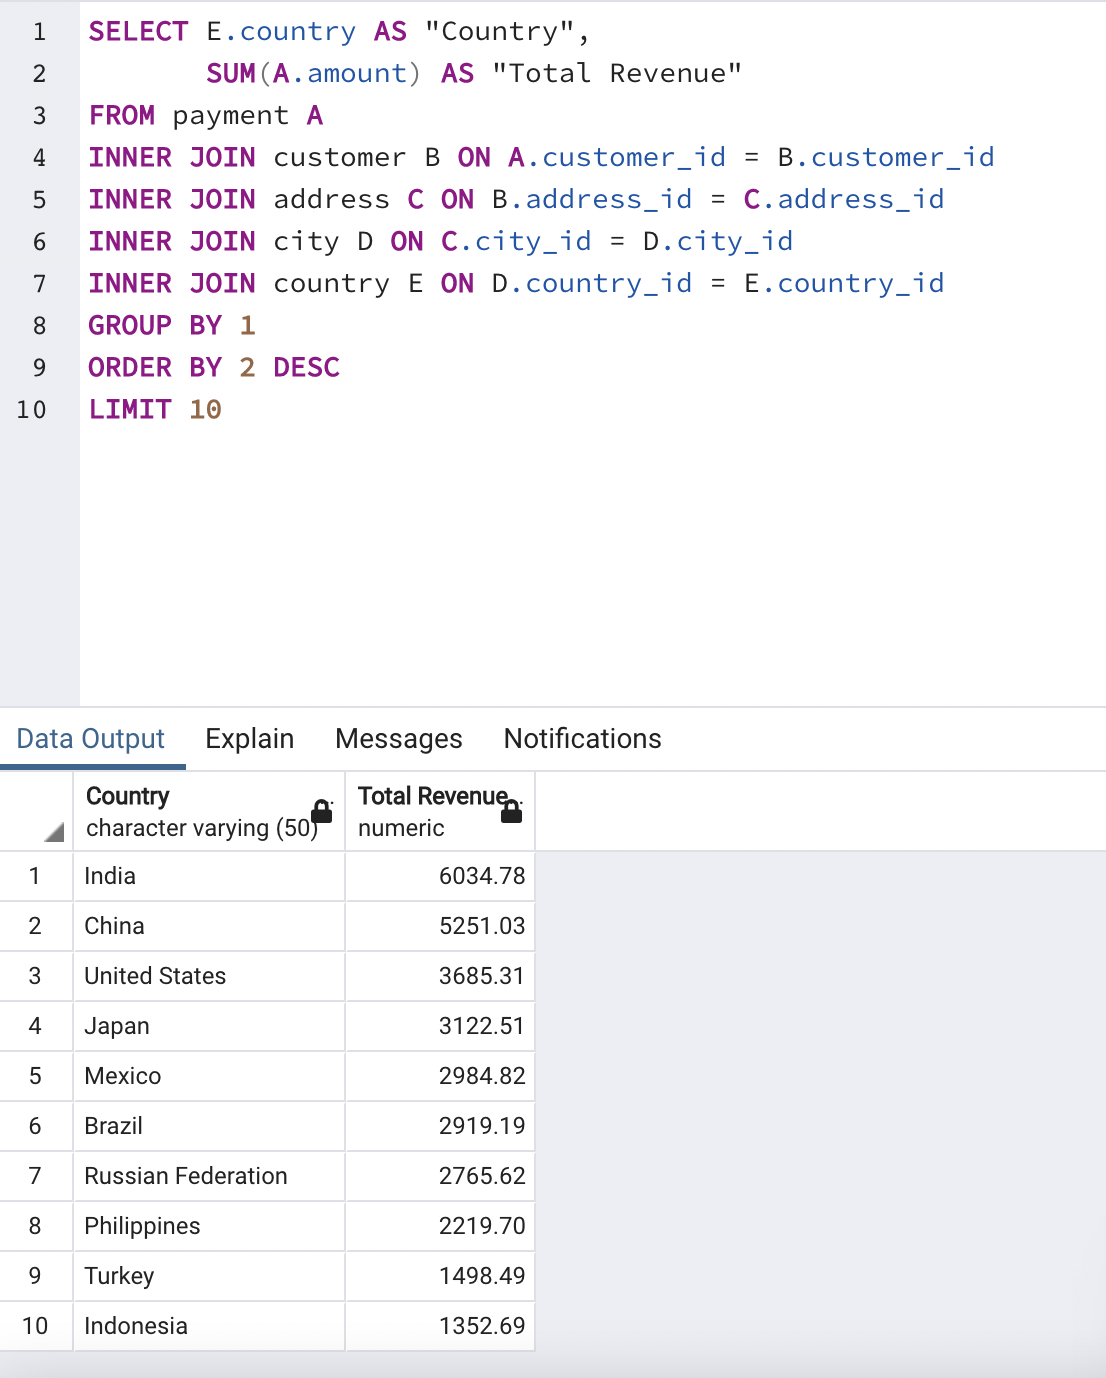 1 SELECT E.country AS "Country",
2 SUM(A.amount) AS "Total Revenue"
3 FROM payment A
4 INNER JOIN customer B ON A.customer_id = B.customer_id
5 INNER JOIN address C ON B.address_id = C.address_id
6 INNER JOIN city D ON C.city_id = D.city_id
7 INNER JOIN country E ON D.country_id = E.country_id
8 GROUP BY 1
9 ORDER BY 2 DESC
10 LIMIT 10
Data Output Explain Messages Notifications
Country Total Revenue
character varying (50) numeric
1 India 6034.78
2 China 5251.03
3 United States 3685.31
4 Japan 3122.51
5 Mexico 2984.82
6 Brazil 2919.19
7 Russian Federation 2765.62
8 Philippines 2219.70
9 Turkey 1498.49
10 Indonesia 1352.69